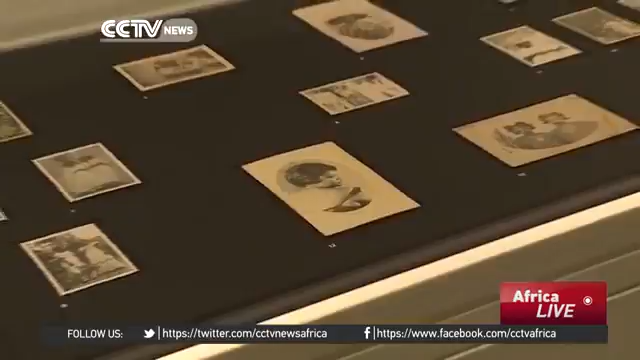 CCTV NEWS
Africa LIVE
FOLLOW US: https://twitter.com/cctvnewsafrica https://www.facebook.com/cctvafrica